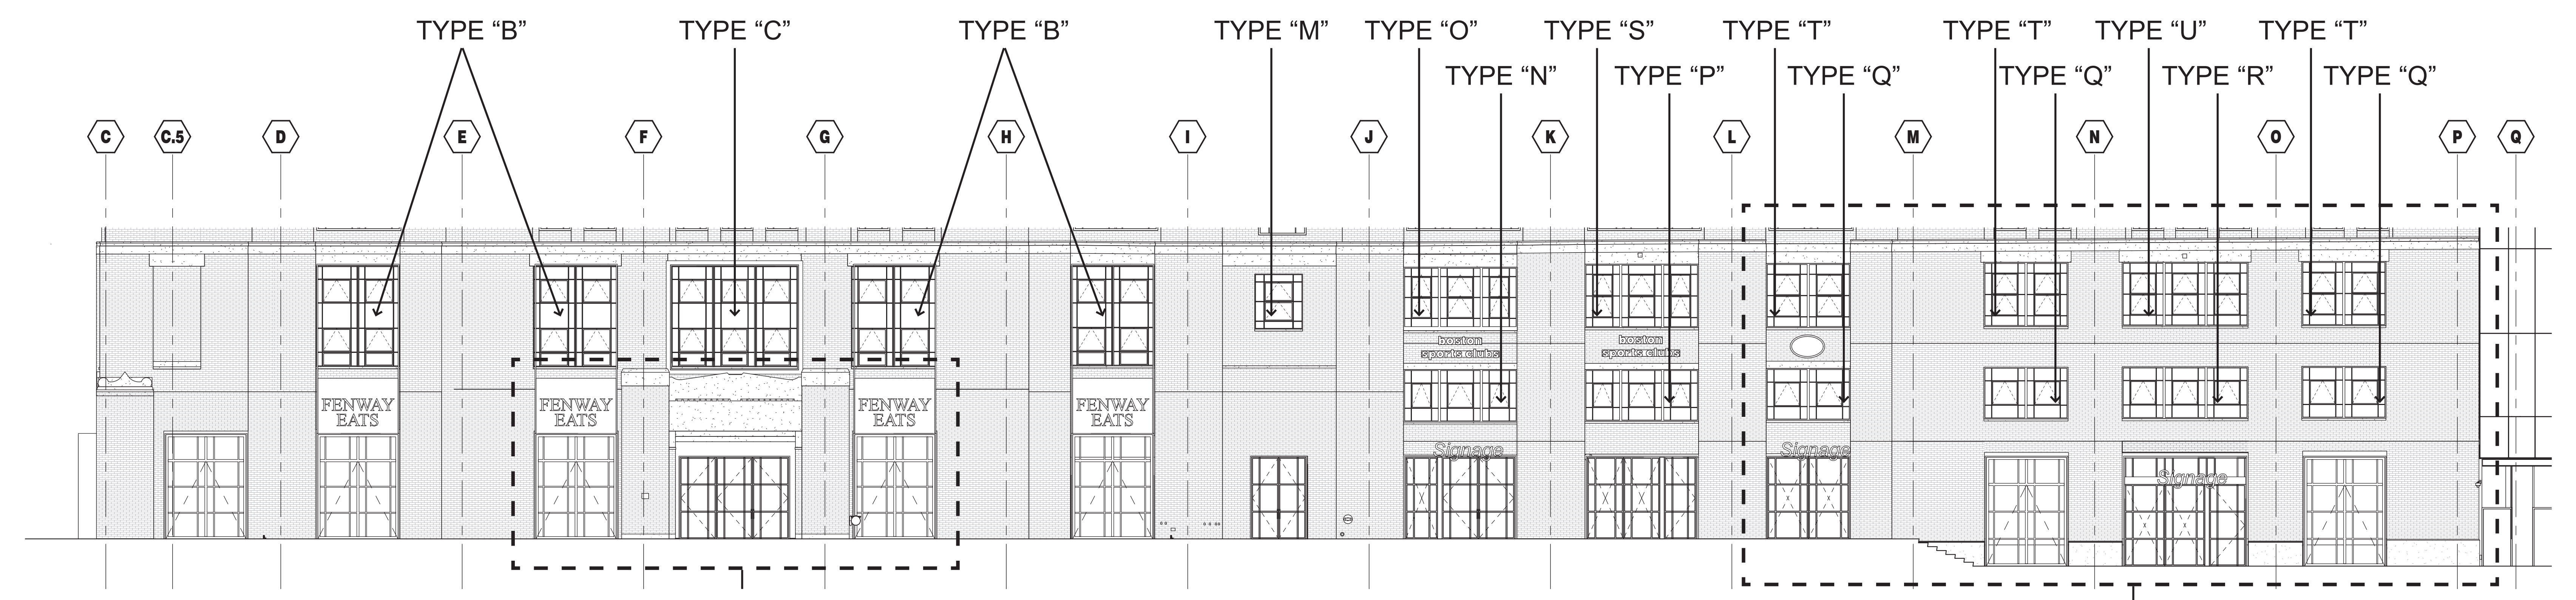 TYPE “B” TYPE “C” TYPE “B” TYPE “M” TYPE “O” TYPE “S” TYPE “T” TYPE “T” TYPE “U” TYPE “T”
TYPE “N” TYPE “P” TYPE “Q” TYPE “Q” TYPE “R” TYPE “Q”
C C.5 D E F G H I J K L M N O P Q
boston
sports clubs
boston
sports clubs
FENWAY
EATS
FENWAY
EATS
FENWAY
EATS
FENWAY
EATS
Signage
Signage
Signage